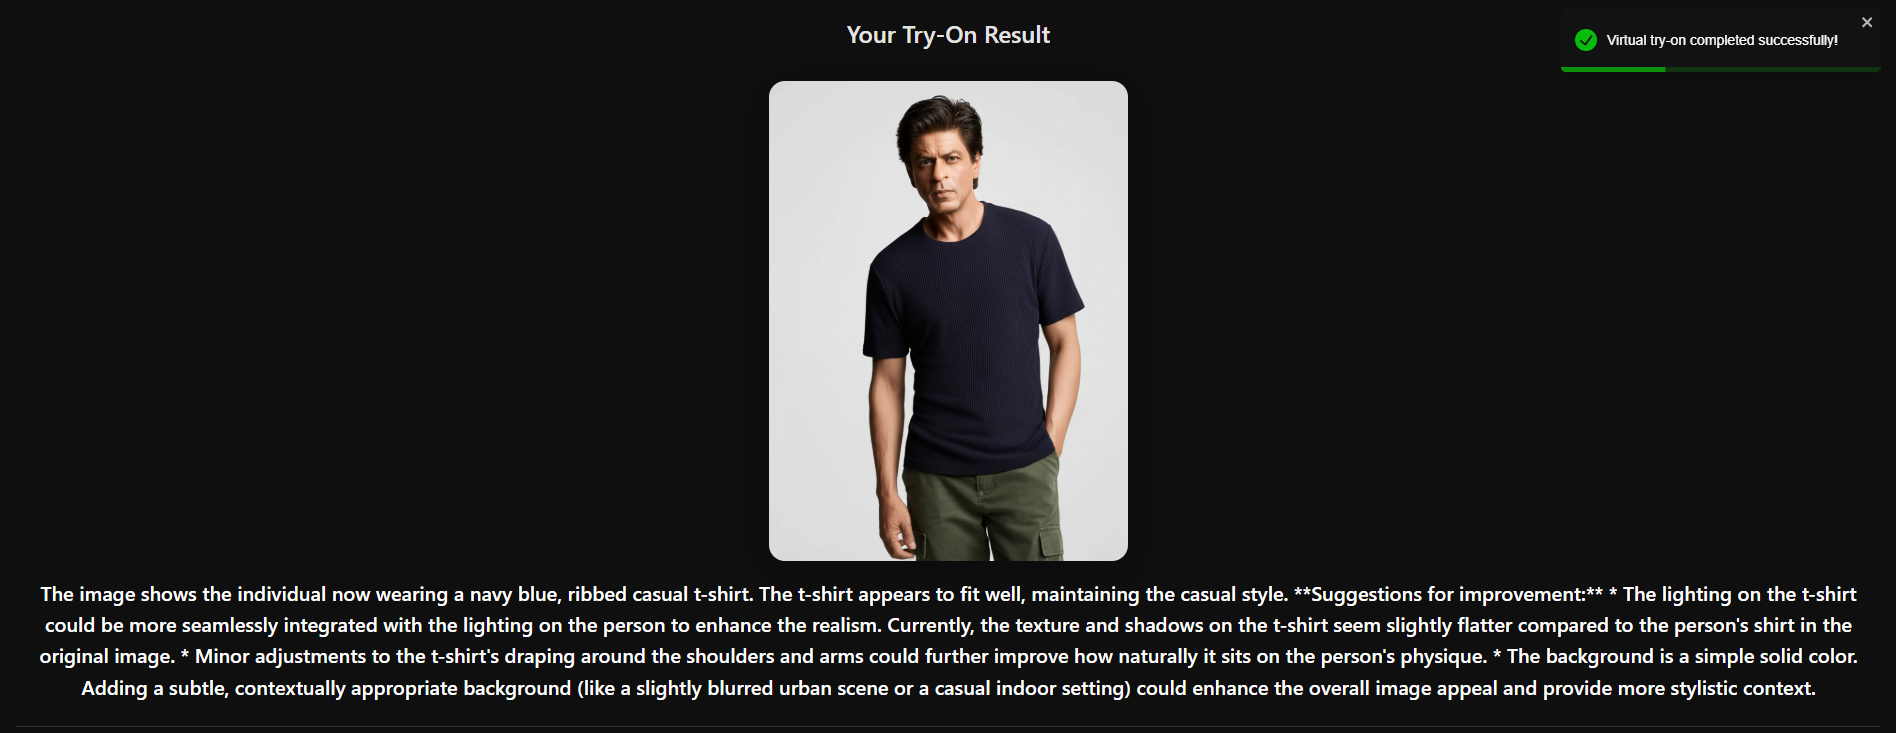 Your Try-On Result
Virtual try-on completed successfully!
The image shows the individual now wearing a navy blue, ribbed casual t-shirt. The t-shirt appears to fit well, maintaining the casual style. **Suggestions for improvement:** * The lighting on the t-shirt
could be more seamlessly integrated with the lighting on the person to enhance the realism. Currently, the texture and shadows on the t-shirt seem slightly flatter compared to the person's shirt in the
original image. * Minor adjustments to the t-shirt's draping around the shoulders and arms could further improve how naturally it sits on the person's physique. * The background is a simple solid color.
Adding a subtle, contextually appropriate background (like a slightly blurred urban scene or a casual indoor setting) could enhance the overall image appeal and provide more stylistic context.